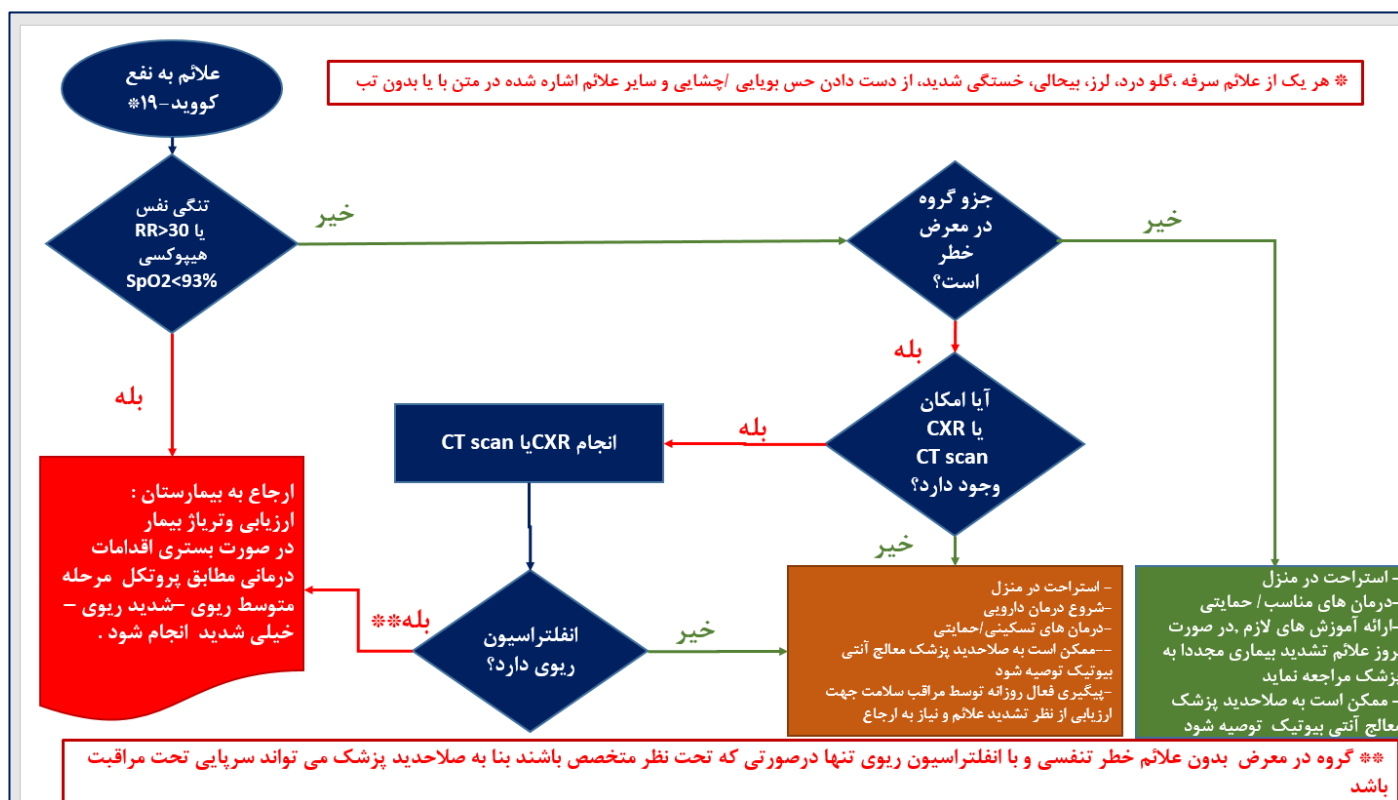 علائم به نفع
کووید-۱۹*
* هر یک از علائم سرفه ،گلو درد، لرز، بیحالی، خستگی شدید، از دست دادن حس بویایی /چشایی و سایر علائم اشاره شده در متن با یا بدون تب
تنگی نفس
یا RR>30
هیپوکسی
SpO2<93%
خیر
جزو گروه
در معرض
خطر
است؟
خیر
بله
بله
آیا امکان
CXR یا
CT scan
وجود دارد؟
بله
انجام CXRیا CT scan
خیر
ارجاع به بیمارستان :
ارزیابی وتریاژ بیمار
در صورت بستری اقدامات
درمانی مطابق پروتکل مرحله
متوسط ریوی –شدید ریوی –
خیلی شدید انجام شود .
بله**
انفلتراسیون
ریوی دارد؟
خیر
- استراحت در منزل
-شروع درمان دارویی
-درمان های تسکینی/حمایتی
--ممکن است به صلاحدید پزشک معالج آنتی
بیوتیک توصیه شود
-پیگیری فعال روزانه توسط مراقب سلامت جهت
ارزیابی از نظر تشدید علائم و نیاز به ارجاع
- استراحت در منزل
-درمان های مناسب/ حمایتی
-ارائه آموزش های لازم ,در صورت
بروز علائم تشدید بیماری مجددا به
پزشک مراجعه نماید
- ممکن است به صلاحدید پزشک
معالج آنتی بیوتیک توصیه شود
** گروه در معرض بدون علائم خطر تنفسی و با انفلتراسیون ریوی تنها درصورتی که تحت نظر متخصص باشند بنا به صلاحدید پزشک می تواند سرپایی تحت مراقبت
باشد